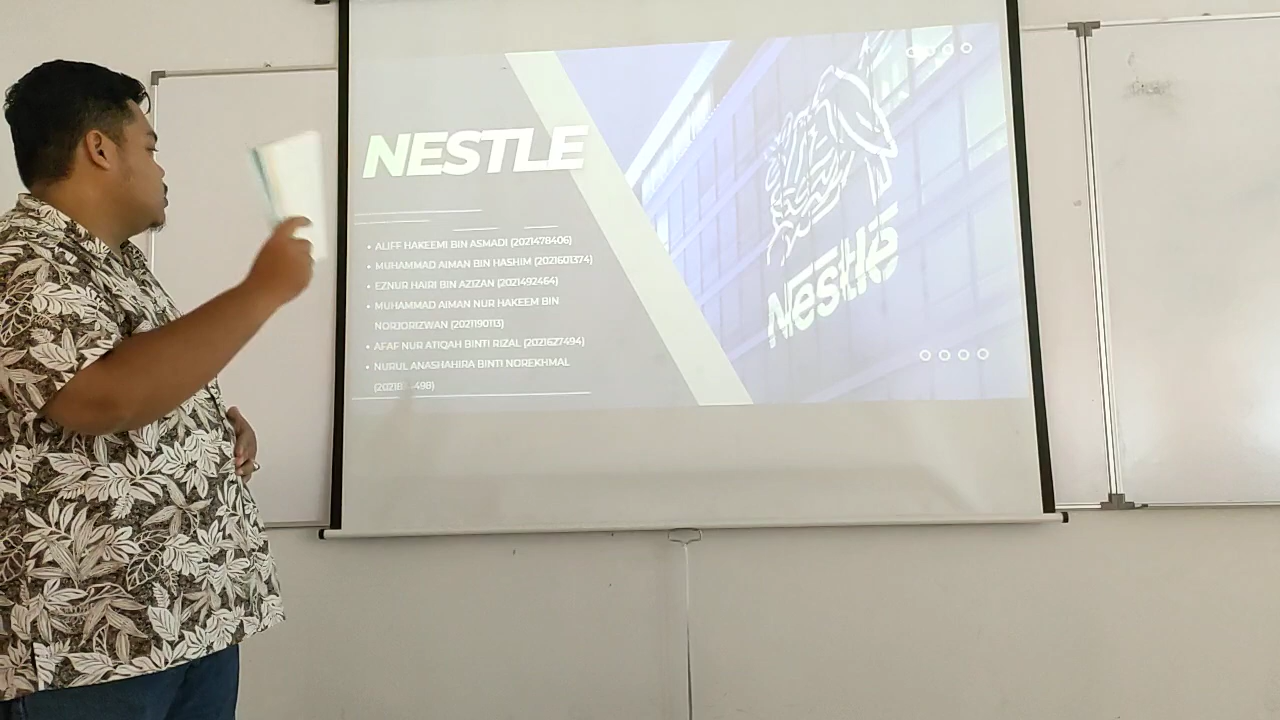 NESTLE
• ALIFF HAKEEMI BIN ASMADI (2021478406)
• MUHAMMAD AIMAN BIN HASHIM (2021601374)
• EZNUR HAIRI BIN AZIZAN (2021492464)
• MUHAMMAD AIMAN NUR HAKEEM BIN
NORJORIZWAN (2021190113)
• AFAF NUR ATIQAH BINTI RIZAL (2021627494)
• NURUL ANASHAHIRA BINTI NOREKHMAL
Nestlé